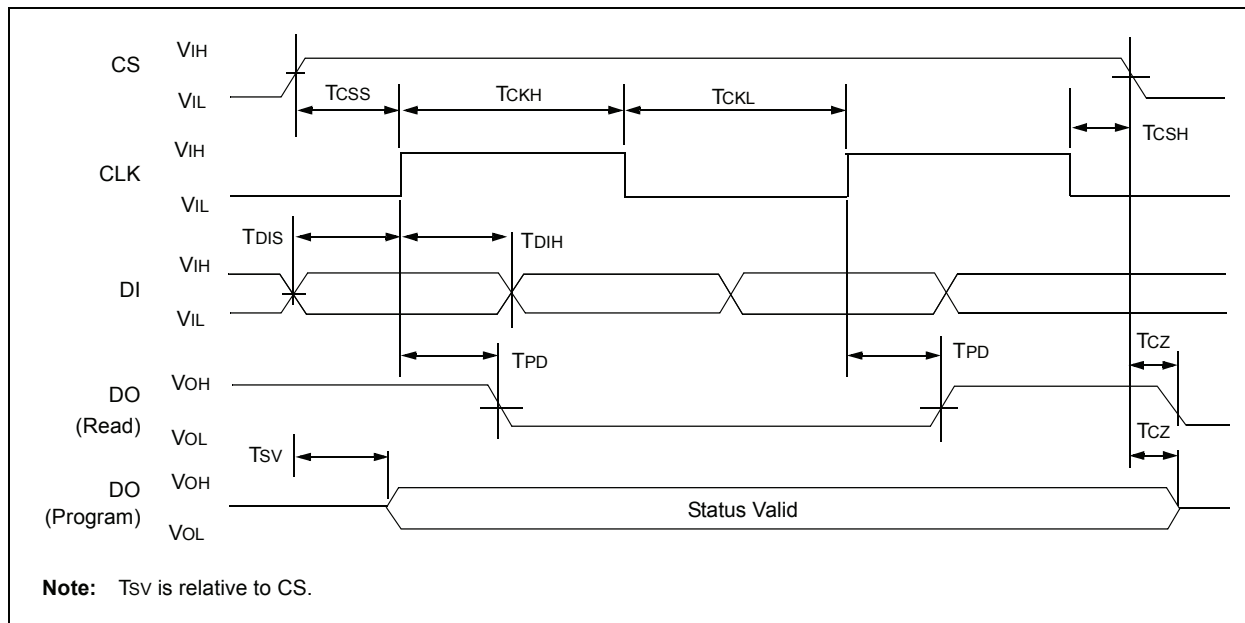 CS
VIH
VIL
TCSS
TCKH
TCKL
TCSH
CLK
VIH
VIL
TDIS
TDIH
DI
VIH
VIL
TPD
TPD
TCZ
DO
(Read)
VOH
VOL
TCZ
TSV
DO
(Program)
VOH
VOL
Status Valid
Note: TSV is relative to CS.